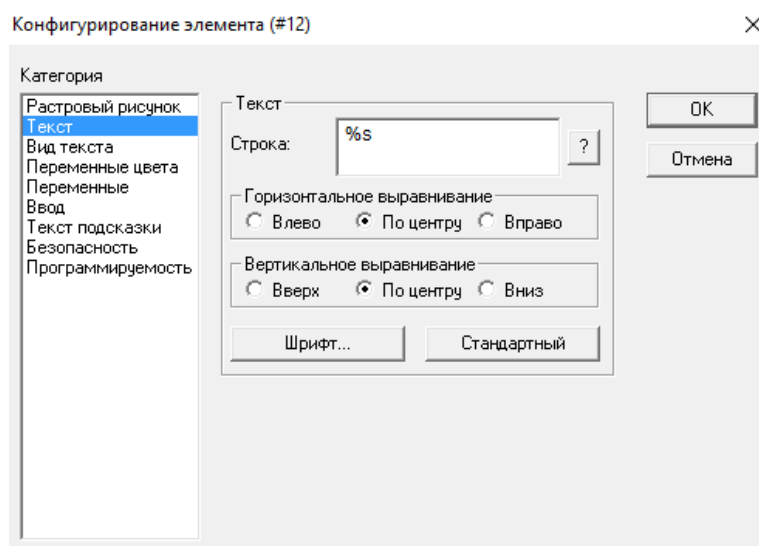 Конфигурирование элемента (#12)
Категория
Растровый рисунок
Текст
Вид текста
Переменные цвета
Переменные
Ввод
Текст подсказки
Безопасность
Программируемость
Текст
Строка:
%s
?
Горизонтальное выравнивание
Влево По центру Вправо
Вертикальное выравнивание
Вверх По центру Вниз
Шрифт... Стандартный
OK
Отмена